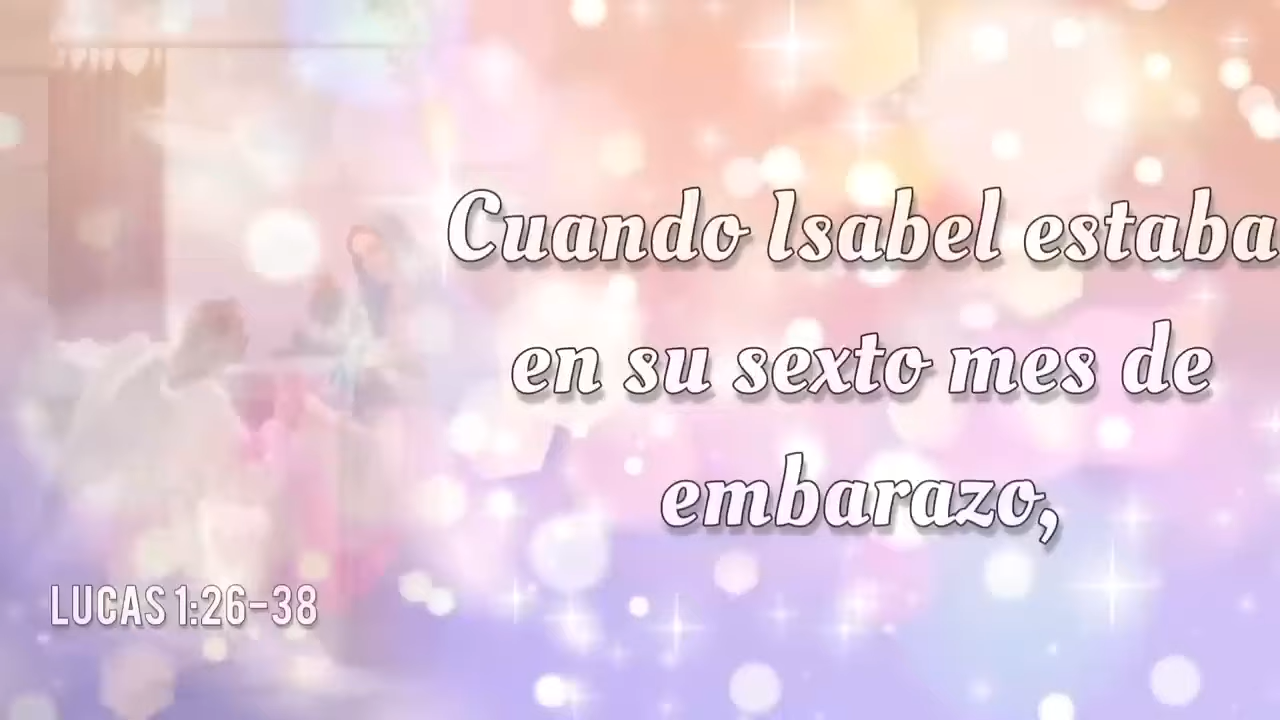 Cuando Isabel estaba
en su sexto mes de
embarazo,
LUCAS 1:26-38